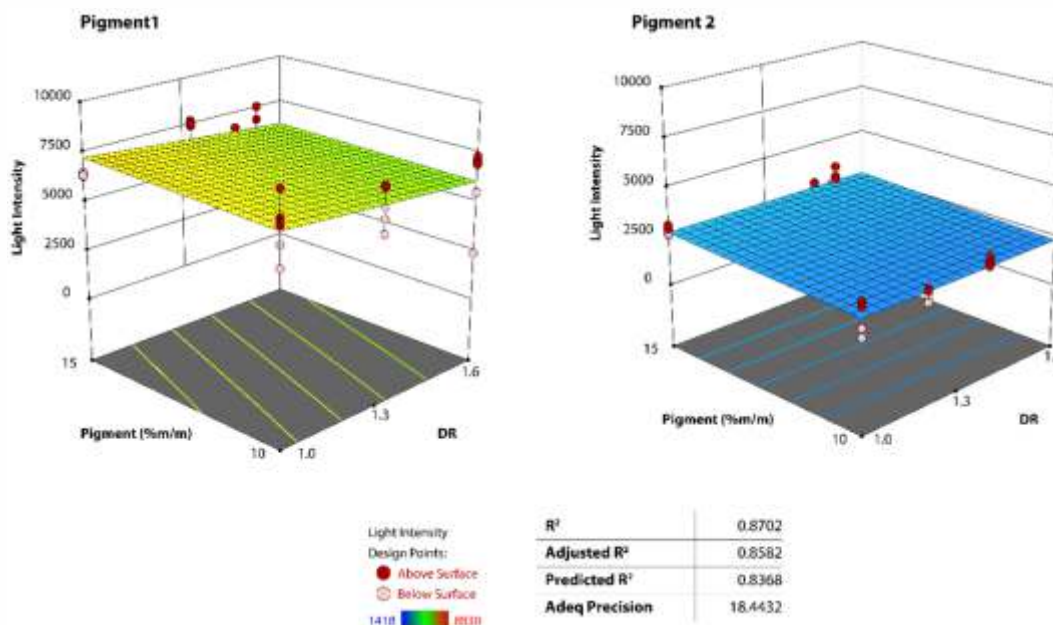 Pigment1
Pigment 2
10000
7500
5000
2500
0
Light Intensity
15
Pigment (%m/m)
10
1.0
1.3
1.6
DR
10000
7500
5000
2500
0
Light Intensity
15
Pigment (%m/m)
10
1.0
1.3
DR
Light Intensity
Design Points:
Above Surface
Below Surface
1418
R² 0.8702
Adjusted R² 0.8582
Predicted R² 0.8368
Adeq Precision 18.4432